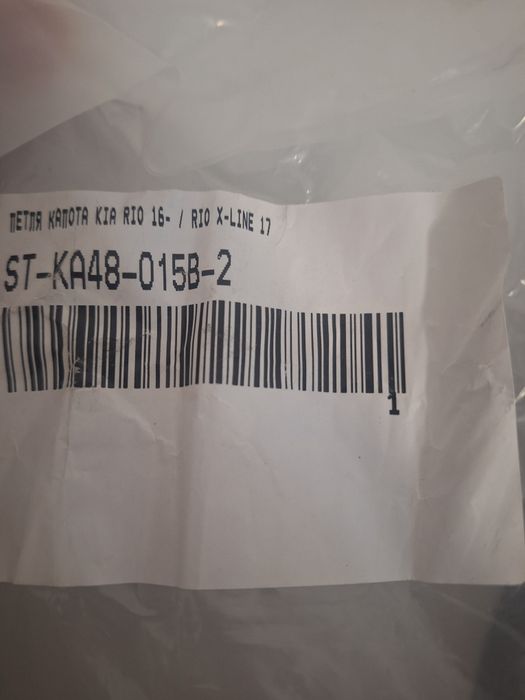 ПЕТЛЯ КАПОТА KIA RIO 16- / RIO X-LINE 17
ST-KA48-015B-2
1